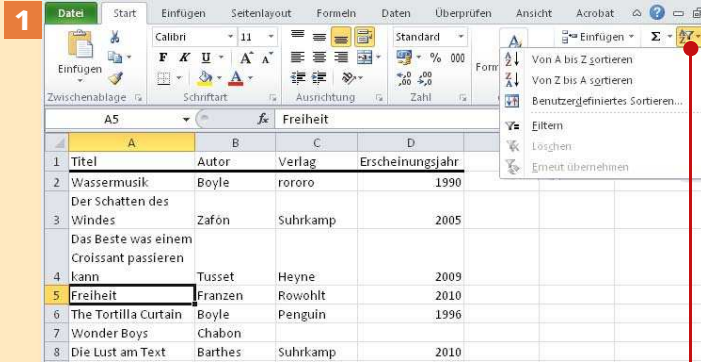 1
Datei Start Einfügen Seitenlayout Formeln Daten Überprüfen Ansicht Acrobat
Calibri 11 Standard Einfügen Σ
Einfügen F K U A A % 000 A
Form
Zwischenablage Schriftart Ausrichtung Zahl
Von A bis Z sortieren
Von Z bis A sortieren
Benutzerdefiniertes Sortieren...
Filtern
Löschen
Erneut übernehmen
A5 fx Freiheit
A B C D
1 Titel Autor Verlag Erscheinungsjahr
2 Wassermusik Boyle rororo 1990
Der Schatten des
3 Windes Zafón Suhrkamp 2005
Das Beste was einem
Croissant passieren
4 kann Tusset Heyne 2009
5 Freiheit Franzen Rowohlt 2010
6 The Tortilla Curtain Boyle Penguin 1996
7 Wonder Boys Chabon
8 Die Lust am Text Barthes Suhrkamp 2010